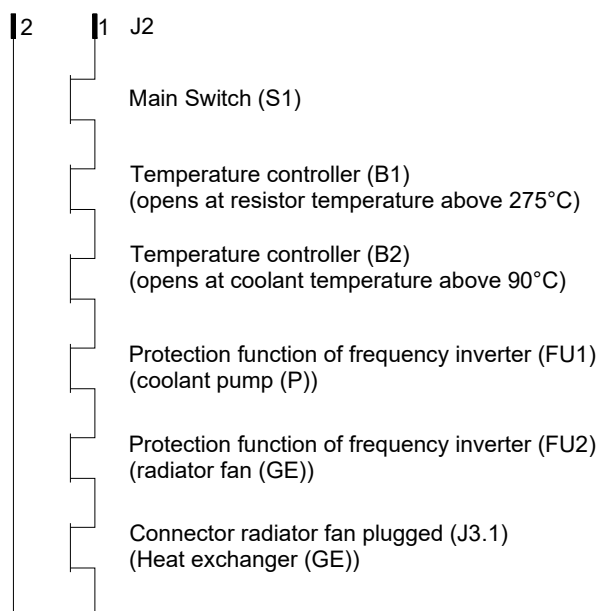 2 1 J2
Main Switch (S1)
Temperature controller (B1)
(opens at resistor temperature above 275°C)
Temperature controller (B2)
(opens at coolant temperature above 90°C)
Protection function of frequency inverter (FU1)
(coolant pump (P))
Protection function of frequency inverter (FU2)
(radiator fan (GE))
Connector radiator fan plugged (J3.1)
(Heat exchanger (GE))